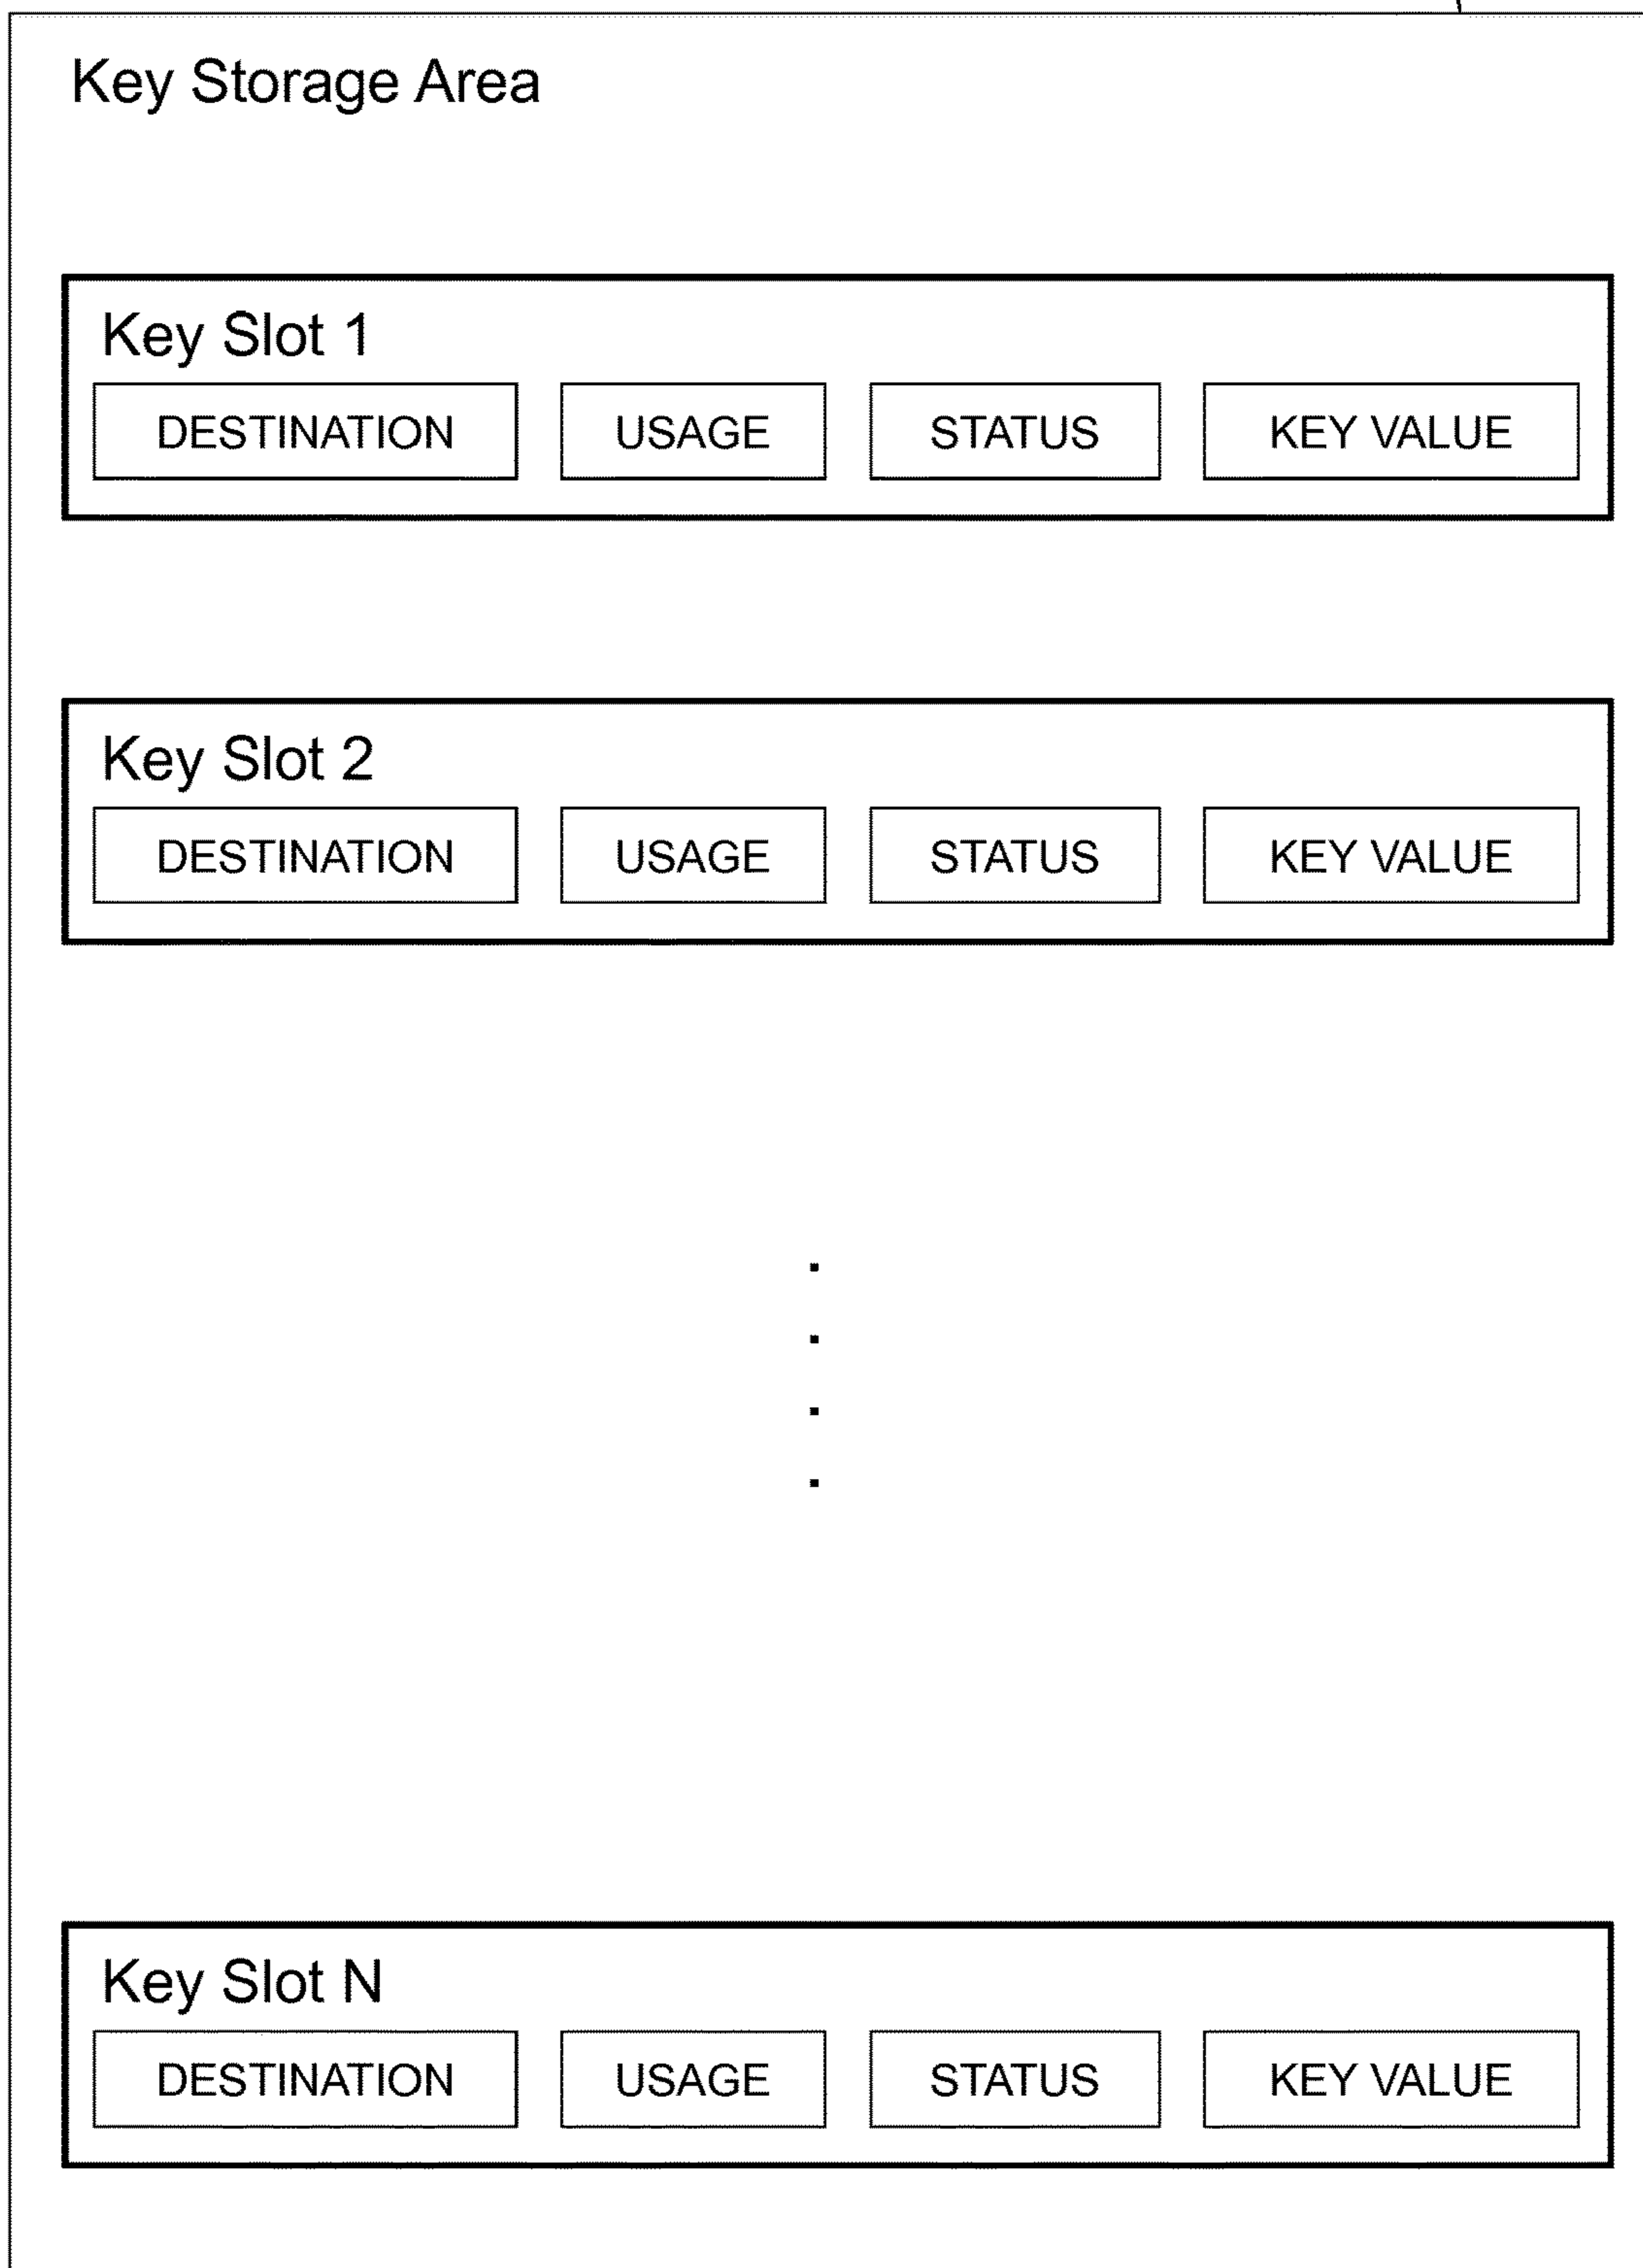 Key Storage Area
Key Slot 1
DESTINATION USAGE STATUS KEY VALUE
Key Slot 2
DESTINATION USAGE STATUS KEY VALUE
.
.
.
.
Key Slot N
DESTINATION USAGE STATUS KEY VALUE